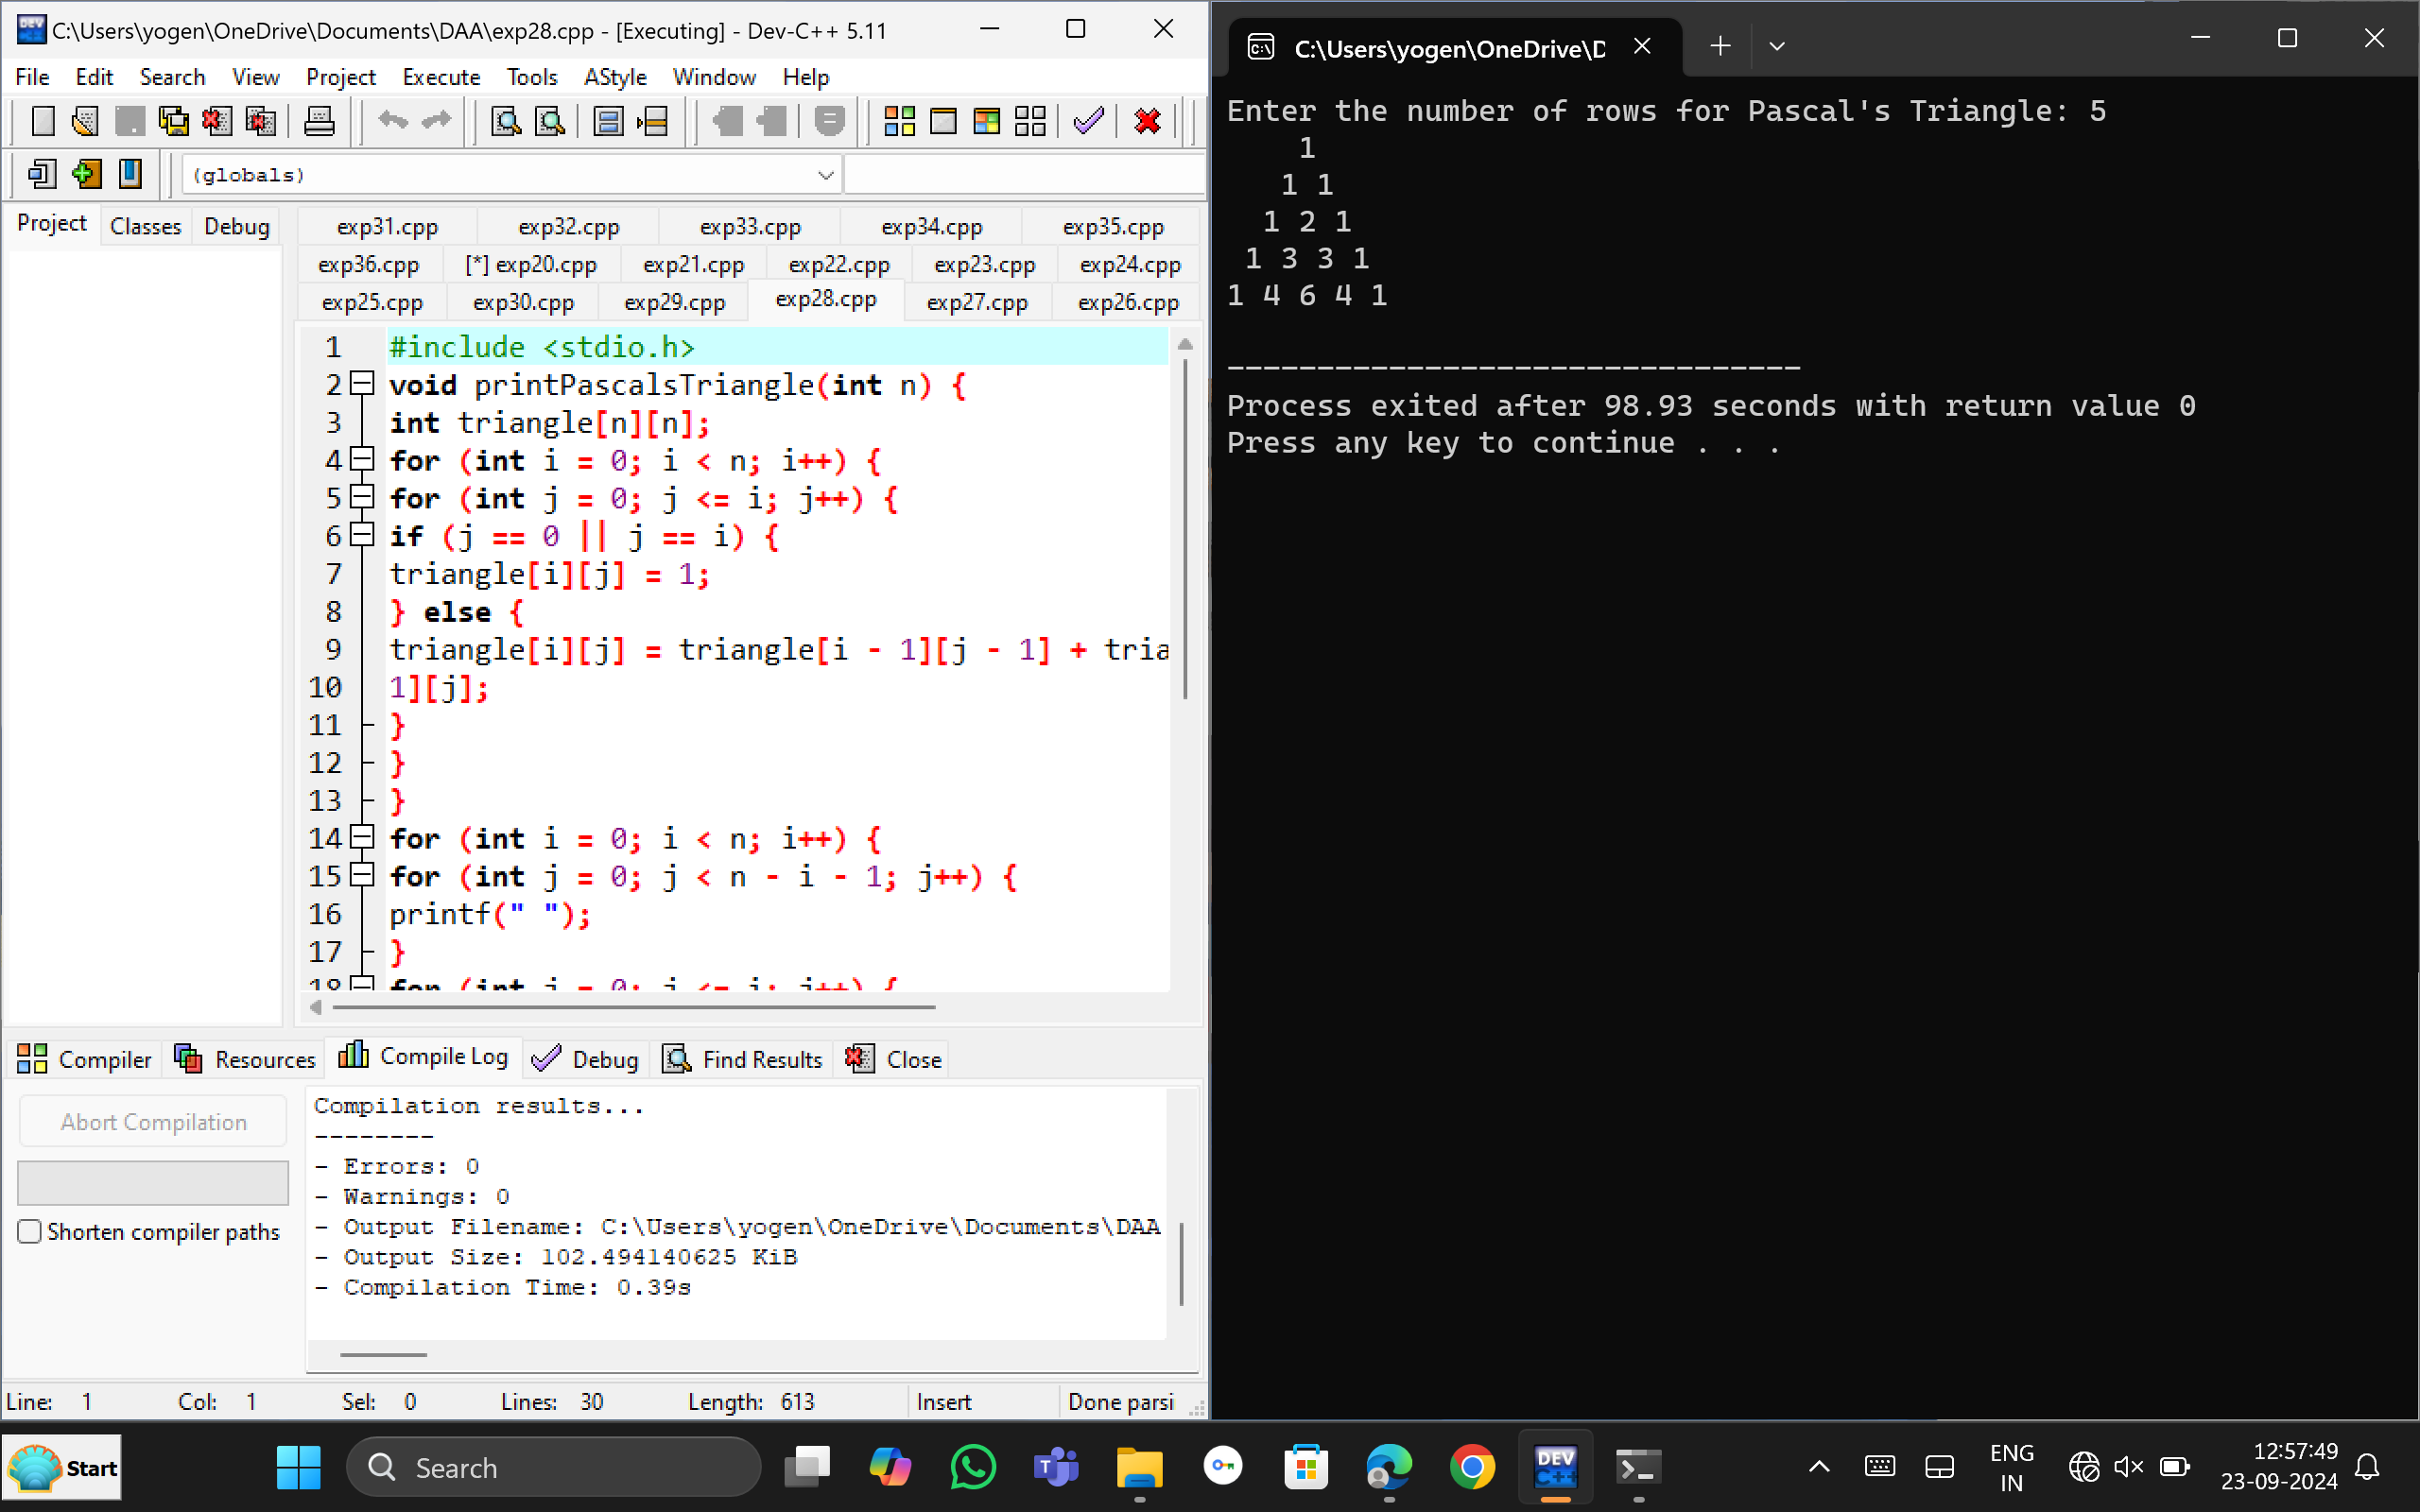 C:\Users\yogen\OneDrive\Documents\DAA\exp28.cpp - [Executing] - Dev-C++ 5.11
File Edit Search View Project Execute Tools AStyle Window Help
(globals)
Project Classes Debug
exp31.cpp exp32.cpp exp33.cpp exp34.cpp exp35.cpp
exp36.cpp [*] exp20.cpp exp21.cpp exp22.cpp exp23.cpp exp24.cpp
exp25.cpp exp30.cpp exp29.cpp exp28.cpp exp27.cpp exp26.cpp
1 #include <stdio.h>
2 void printPascalsTriangle(int n) {
3 int triangle[n][n];
4 for (int i = 0; i < n; i++) {
5 for (int j = 0; j <= i; j++) {
6 if (j == 0 || j == i) {
7 triangle[i][j] = 1;
8 } else {
9 triangle[i][j] = triangle[i - 1][j - 1] + tria
10 1][j];
11 }
12 }
13 }
14 for (int i = 0; i < n; i++) {
15 for (int j = 0; j < n - i - 1; j++) {
16 printf(" ");
17 }
18 for (int j = 0; j <= i; j++) {
Compiler Resources Compile Log Debug Find Results Close
Abort Compilation
Shorten compiler paths
Compilation results...
--------
- Errors: 0
- Warnings: 0
- Output Filename: C:\Users\yogen\OneDrive\Documents\DAA
- Output Size: 102.494140625 KiB
- Compilation Time: 0.39s
Line: 1 Col: 1 Sel: 0 Lines: 30 Length: 613 Insert Done parsi
C:\Users\yogen\OneDrive\D
Enter the number of rows for Pascal's Triangle: 5
1
1 1
1 2 1
1 3 3 1
1 4 6 4 1
--------------------------------
Process exited after 98.93 seconds with return value 0
Press any key to continue . . .
Start
Search
DEV
C++
ENG
IN
12:57:49
23-09-2024